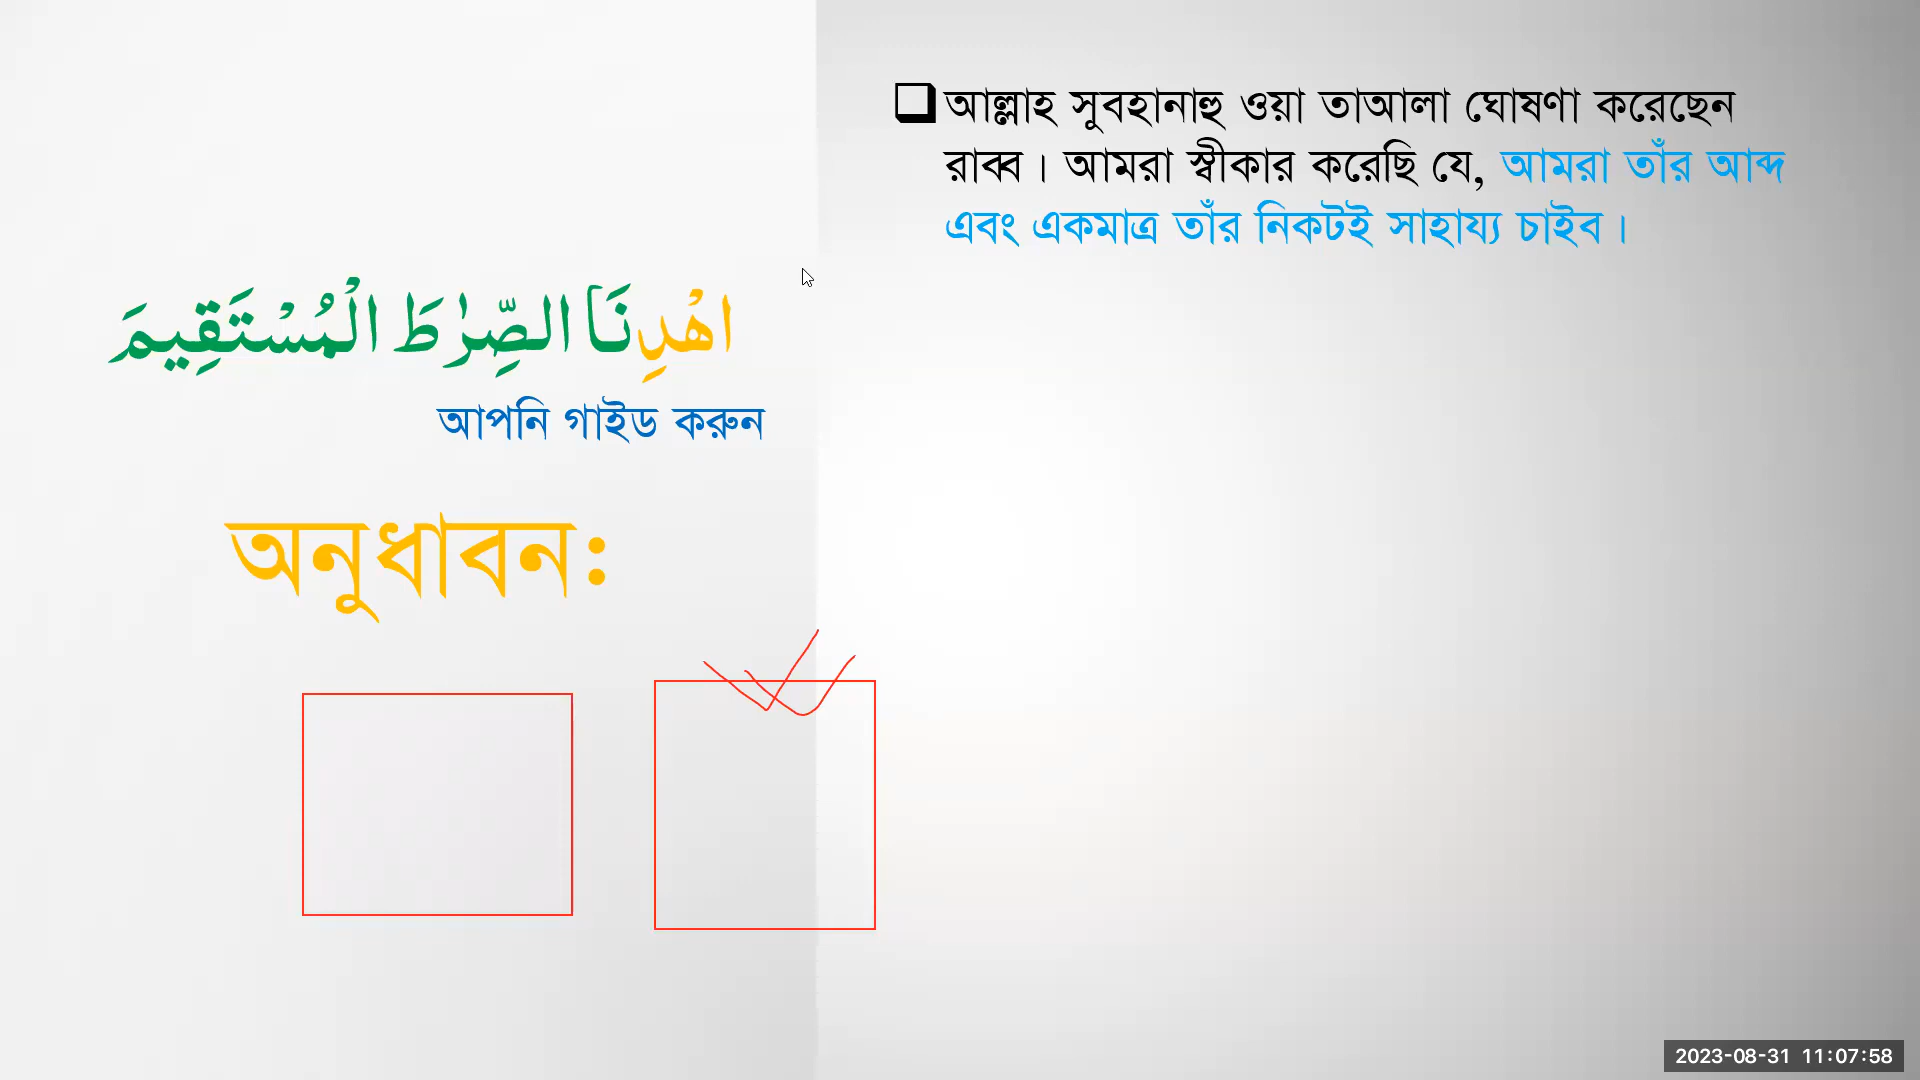 اهْدِنَا الصِّرٰطَ الْمُسْتَقِيمَ
আপনি গাইড করুন
অনুধাবন:
আল্লাহ সুবহানাহু ওয়া তাআলা ঘোষণা করেছেন
রাব্ব। আমরা স্বীকার করেছি যে, আমরা তাঁর আব্দ
এবং একমাত্র তাঁর নিকটই সাহায্য চাইব।
2023-08-31 11:07:58